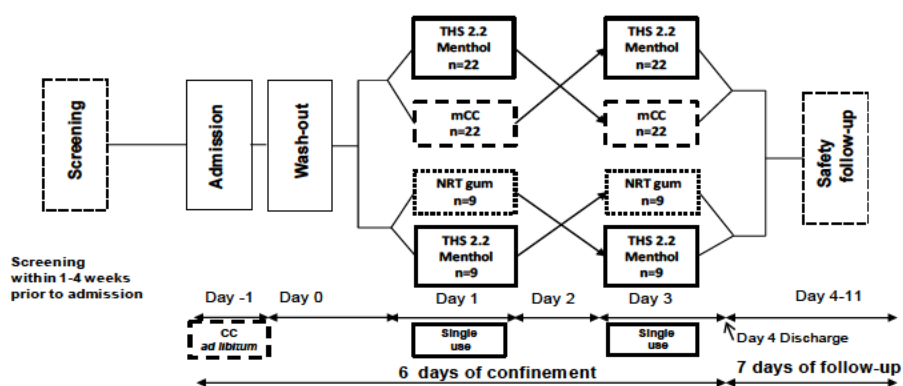 Screening
Admission
Wash-out
THS 2.2
Menthol
n=22
mCC
n=22
NRT gum
n=9
THS 2.2
Menthol
n=9
THS 2.2
Menthol
n=22
mCC
n=22
NRT gum
n=9
THS 2.2
Menthol
n=9
Safety
follow-up
Screening
within 1-4 weeks
prior to admission
Day -1
Day 0
Day 1
Day 2
Day 3
Day 4-11
CC
ad libitum
Single
use
Single
use
Day 4 Discharge
6 days of confinement
7 days of follow-up